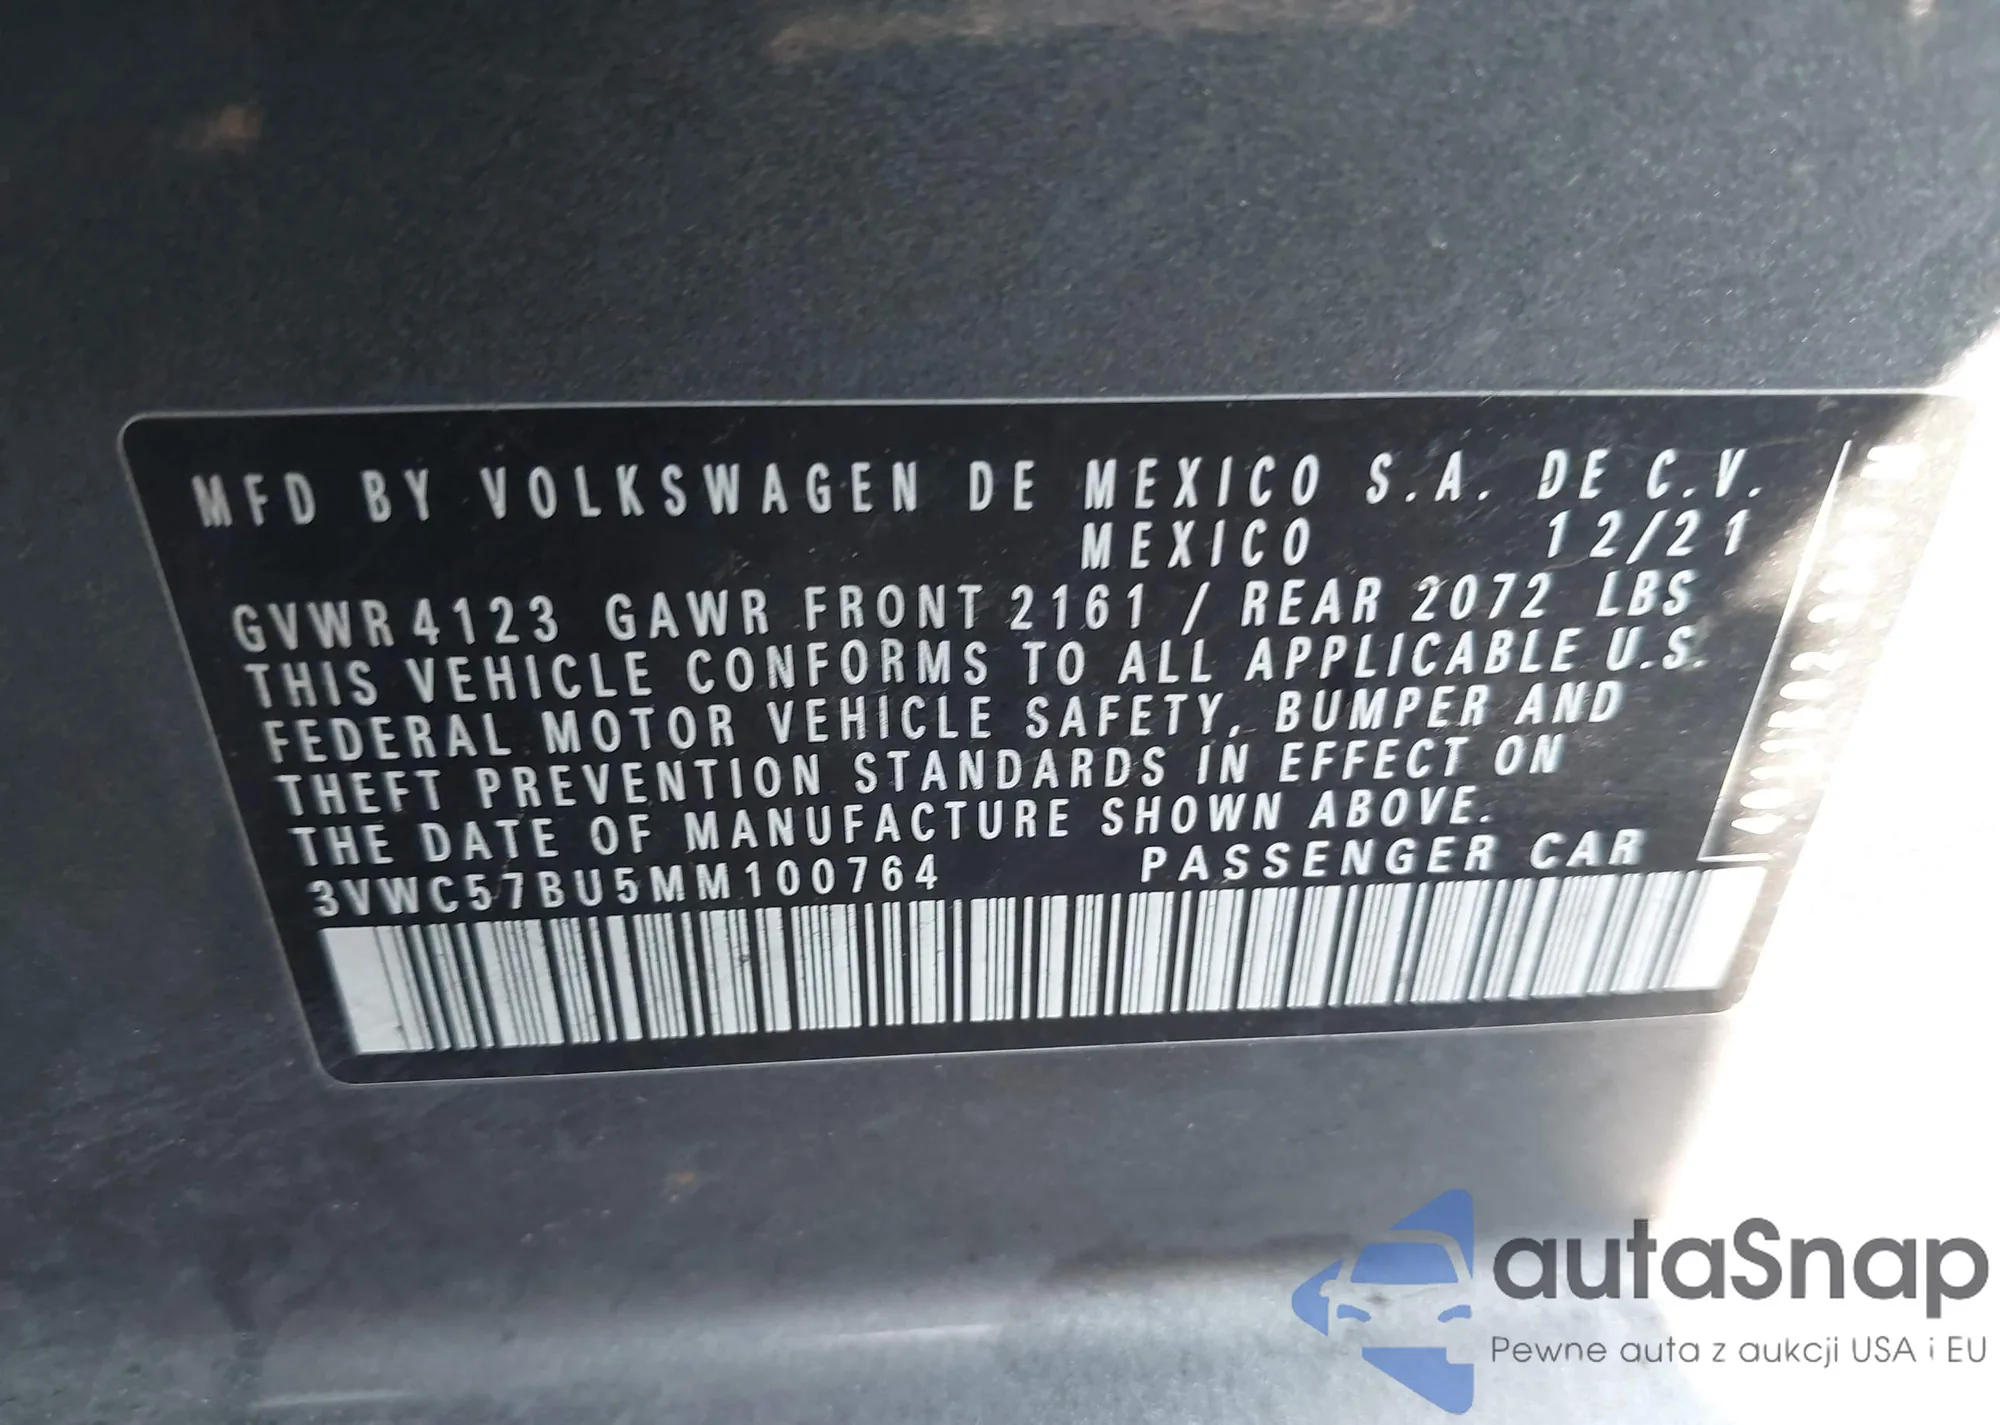 MFD BY VOLKSWAGEN DE MEXICO S.A. DE C.V.
MEXICO 12/21
GVWR 4123 GAWR FRONT 2161 / REAR 2072 LBS
THIS VEHICLE CONFORMS TO ALL APPLICABLE U.S.
FEDERAL MOTOR VEHICLE SAFETY, BUMPER AND
THEFT PREVENTION STANDARDS IN EFFECT ON
THE DATE OF MANUFACTURE SHOWN ABOVE.
3VWC57BU5MM100764 PASSENGER CAR
autaSnap
Pewne auta z aukcji USA i EU